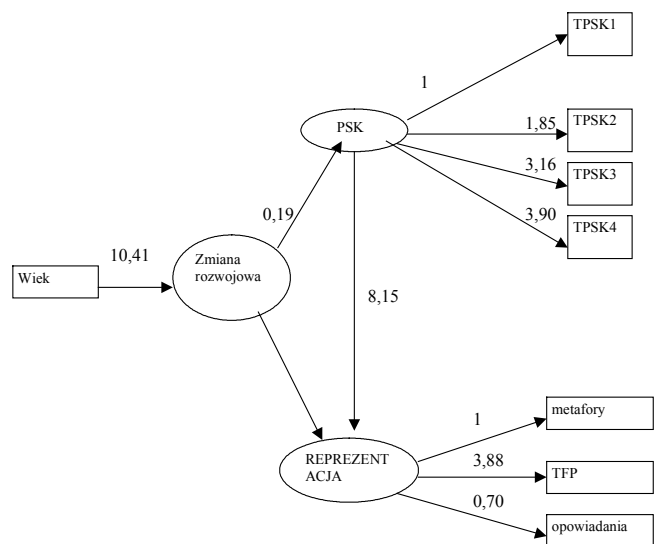 TPSK1
1
PSK
1,85
TPSK2
3,16
TPSK3
0,19
3,90
TPSK4
10,41
Zmiana
rozwojowa
Wiek
8,15
metafory
1
REPREZENT
ACJA
3,88
TFP
0,70
opowiadania